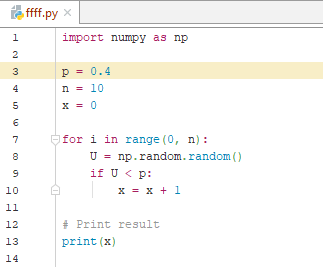 ffff.py ×
1 import numpy as np
2
3 p = 0.4
4 n = 10
5 x = 0
6
7 for i in range(0, n):
8     U = np.random.random()
9     if U < p:
10         x = x + 1
11
12 # Print result
13 print(x)
14